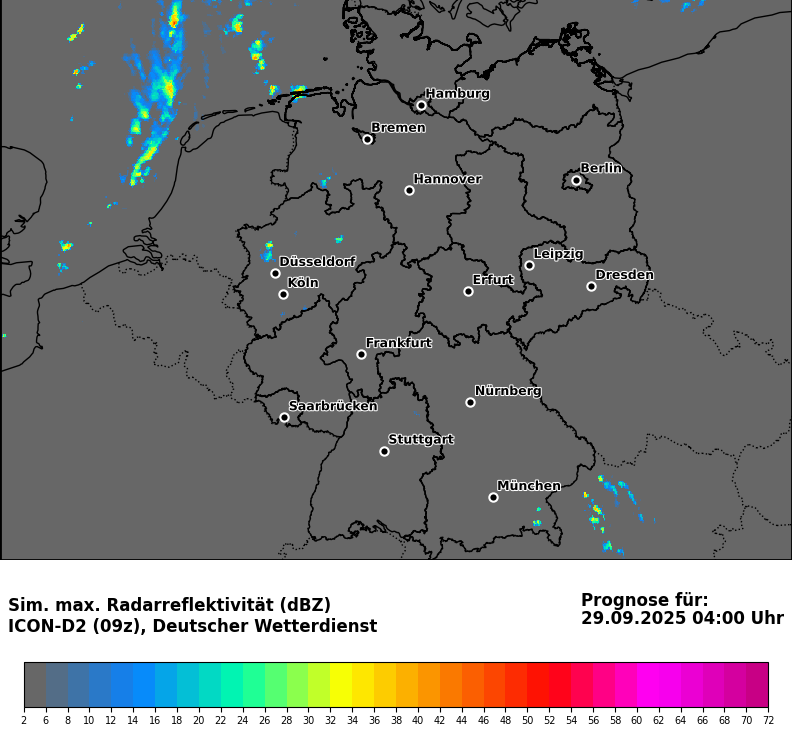 Hamburg
Bremen
Berlin
Hannover
Leipzig
Düsseldorf
Dresden
Köln
Erfurt
Frankfurt
Nürnberg
Saarbrücken
Stuttgart
München
Sim. max. Radarreflektivität (dBZ)
ICON-D2 (09z), Deutscher Wetterdienst
Prognose für:
29.09.2025 04:00 Uhr
2 6 8 10 12 14 16 18 20 22 24 26 28 30 32 34 36 38 40 42 44 46 48 50 52 54 56 58 60 62 64 66 68 70 72